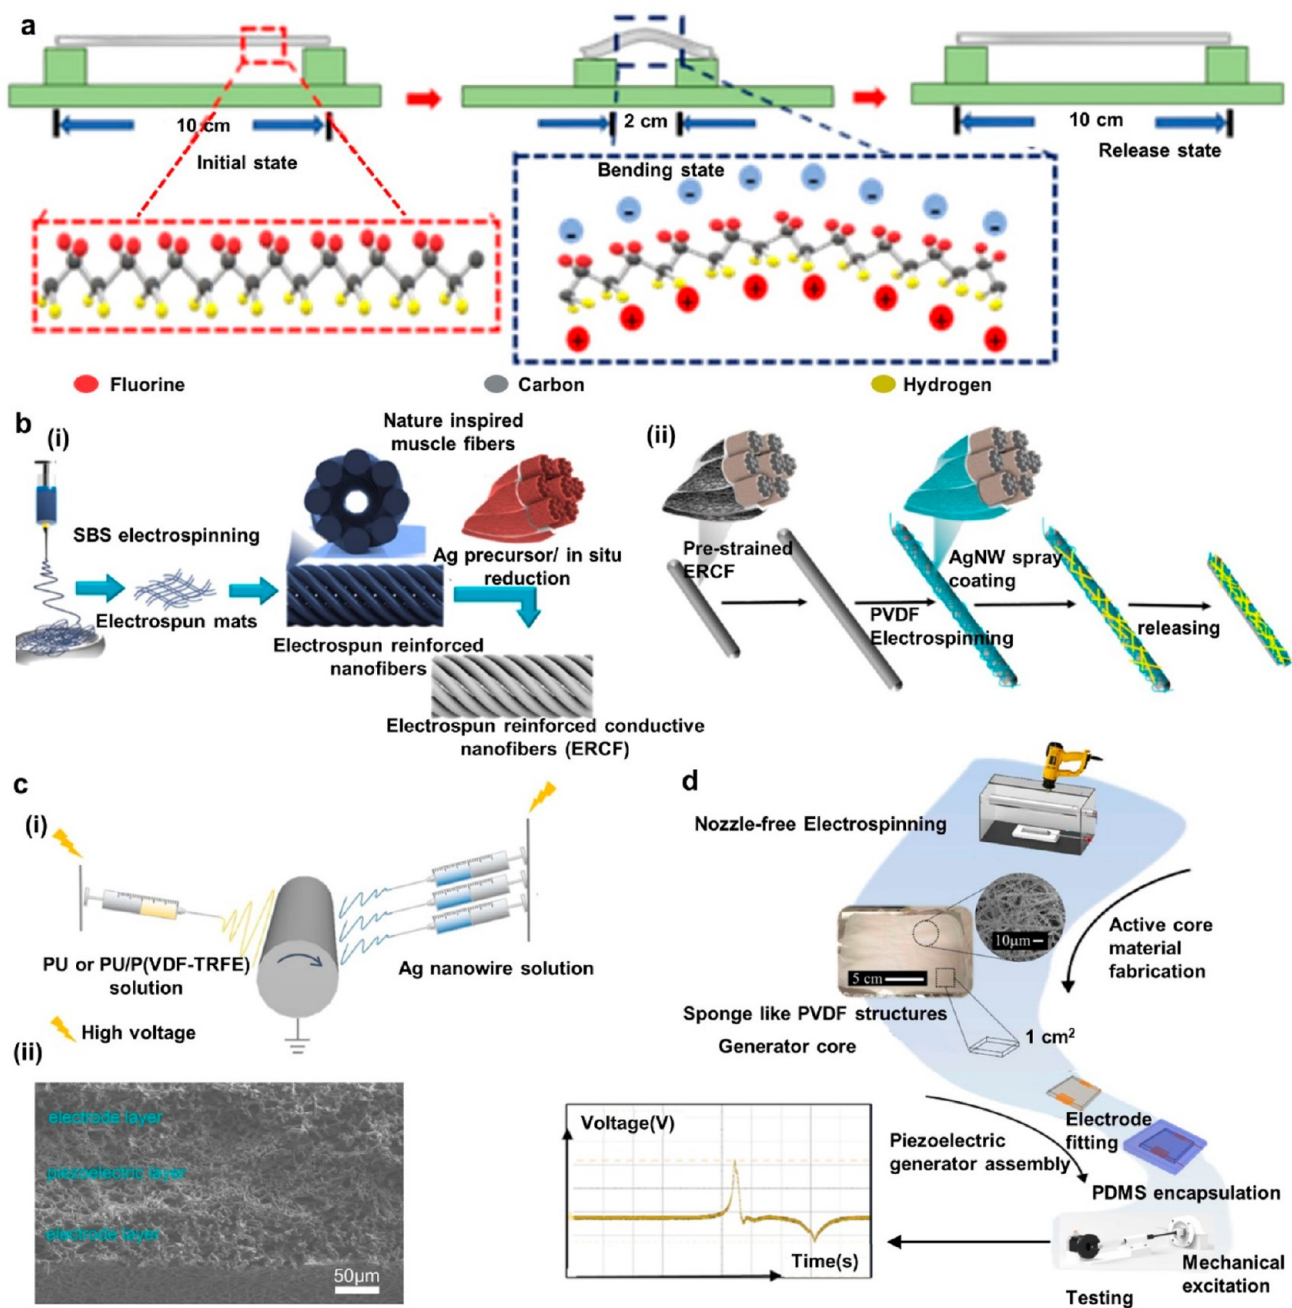 a
10 cm
Initial state
2 cm
Bending state
10 cm
Release state
- - - - - - - -
+ + + + + + + +
Fluorine
Carbon
Hydrogen
b
(i)
SBS electrospinning
Electrospun mats
Nature inspired
muscle fibers
Ag precursor/ in situ
reduction
Electrospun reinforced
nanofibers
Electrospun reinforced conductive
nanofibers (ERCF)
(ii)
Pre-strained
ERCF
PVDF
Electrospinning
AgNW spray
coating
releasing
c
(i)
PU or PU/P(VDF-TRFE)
solution
Ag nanowire solution
High voltage
(ii)
electrode layer
piezoelectric layer
electrode layer
50μm
d
Nozzle-free Electrospinning
10μm
5 cm
Active core
material
fabrication
Sponge like PVDF structures
Generator core
1 cm²
Electrode
fitting
Piezoelectric
generator assembly
PDMS encapsulation
Voltage(V)
Time(s)
Mechanical
excitation
Testing